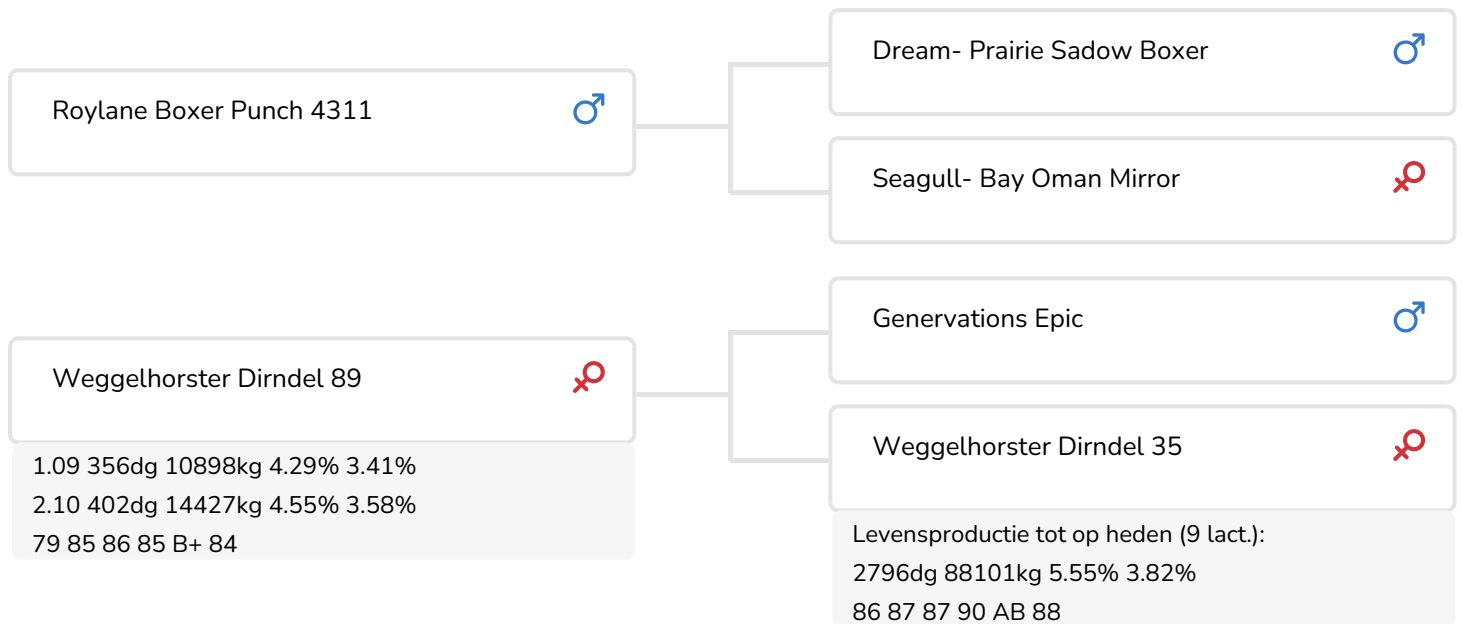 Roylane Boxer Punch 4311
Dream- Prairie Sadow Boxer
Seagull- Bay Oman Mirror
Weggelhorster Dirndel 89
1.09 356dg 10898kg 4.29% 3.41%
2.10 402dg 14427kg 4.55% 3.58%
79 85 86 85 B+ 84
Genervations Epic
Weggelhorster Dirndel 35
Levensproductie tot op heden (9 lact.):
2796dg 88101kg 5.55% 3.82%
86 87 87 90 AB 88